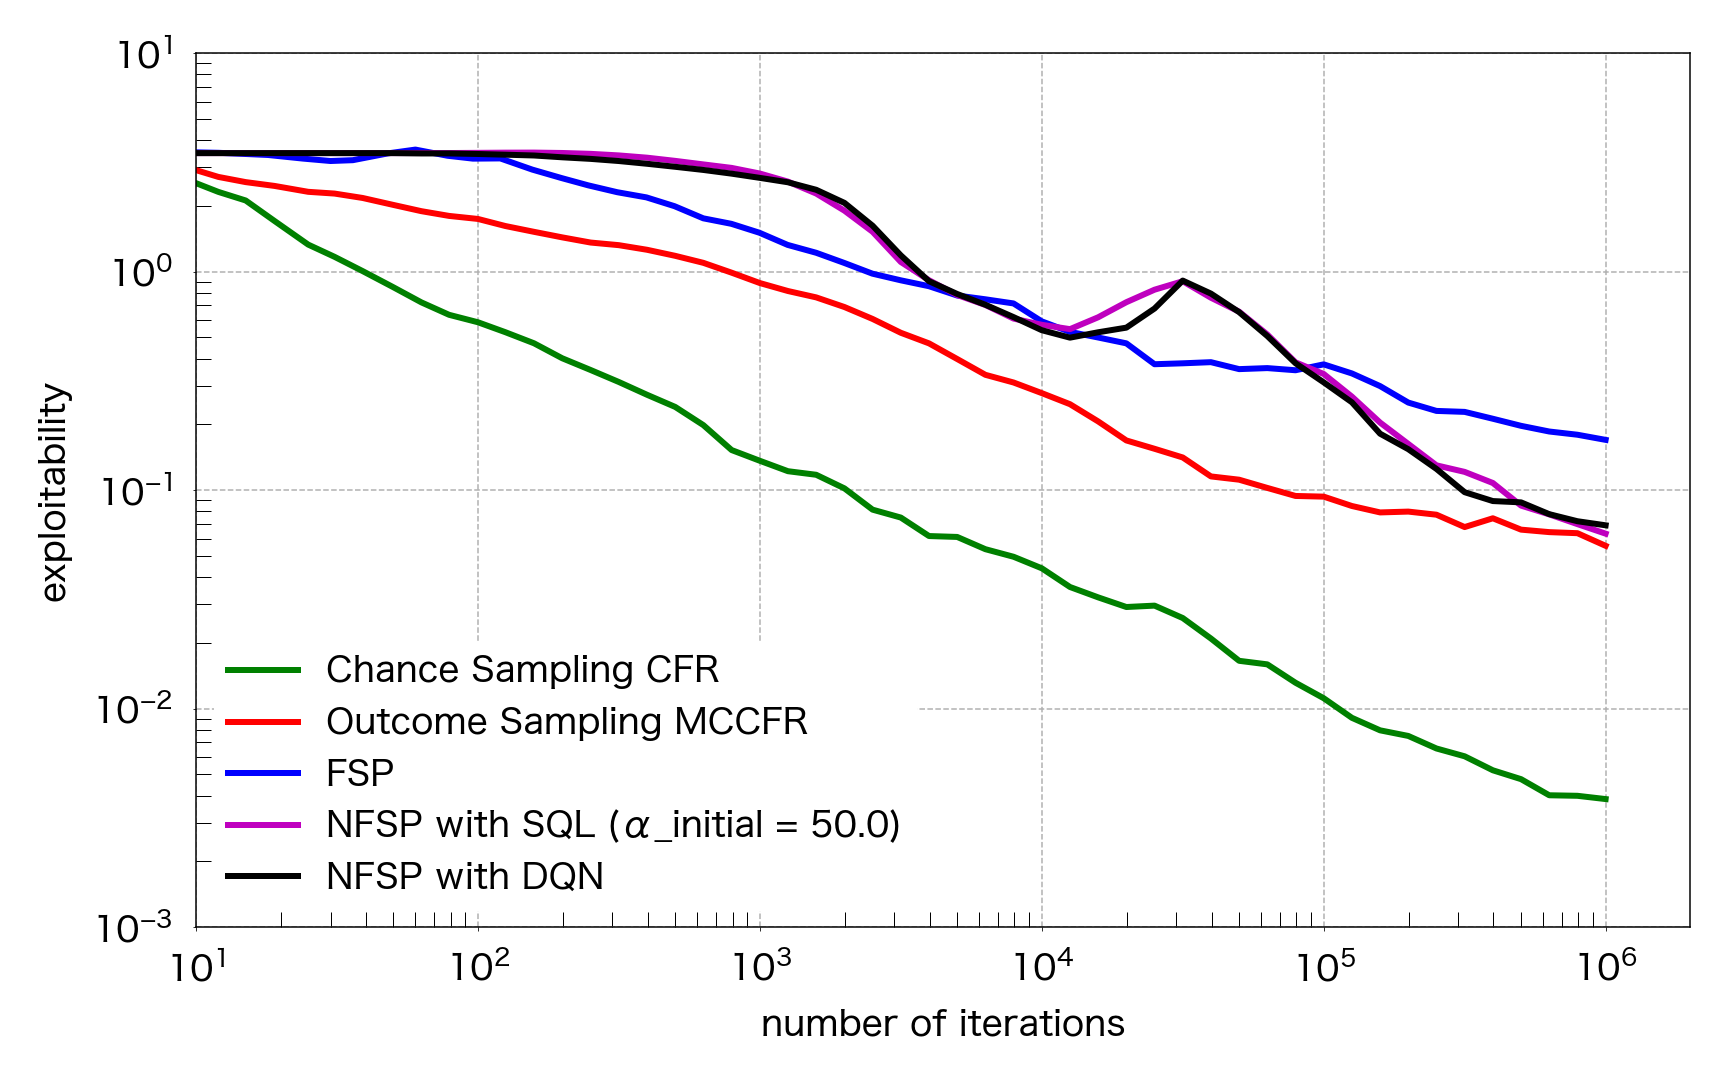 10¹
10⁰
10⁻¹
10⁻²
10⁻³
exploitability
Chance Sampling CFR
Outcome Sampling MCCFR
FSP
NFSP with SQL (α_initial = 50.0)
NFSP with DQN
10¹ 10² 10³ 10⁴ 10⁵ 10⁶
number of iterations